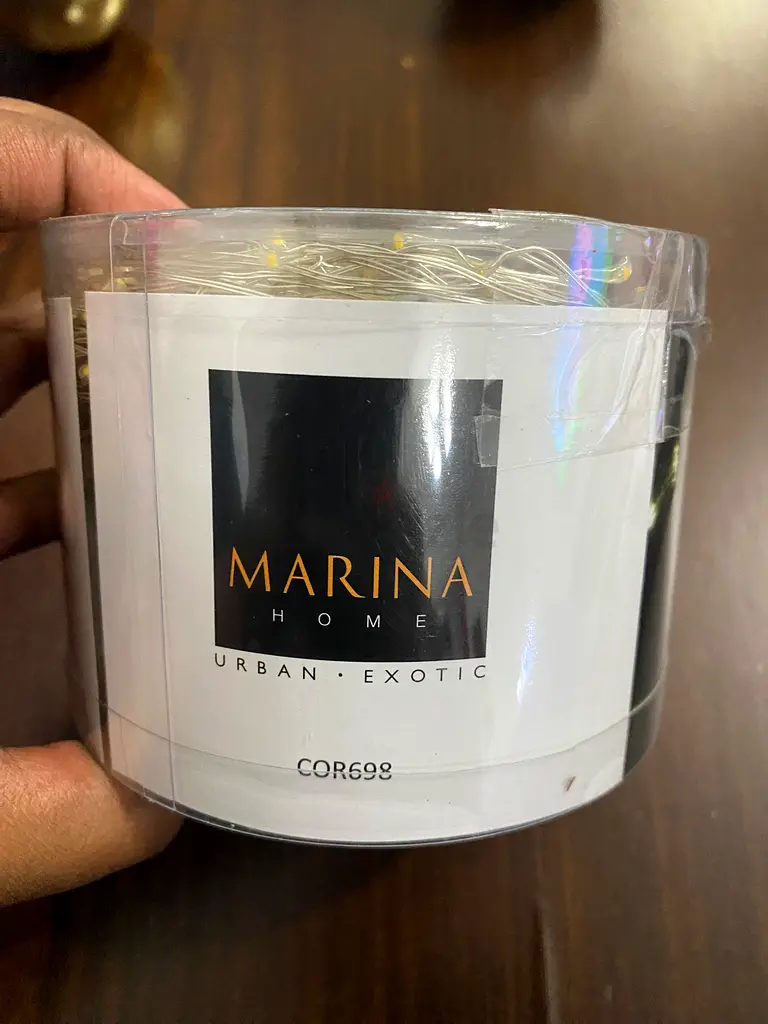 MARINA
HOME
URBAN · EXOTIC
COR698